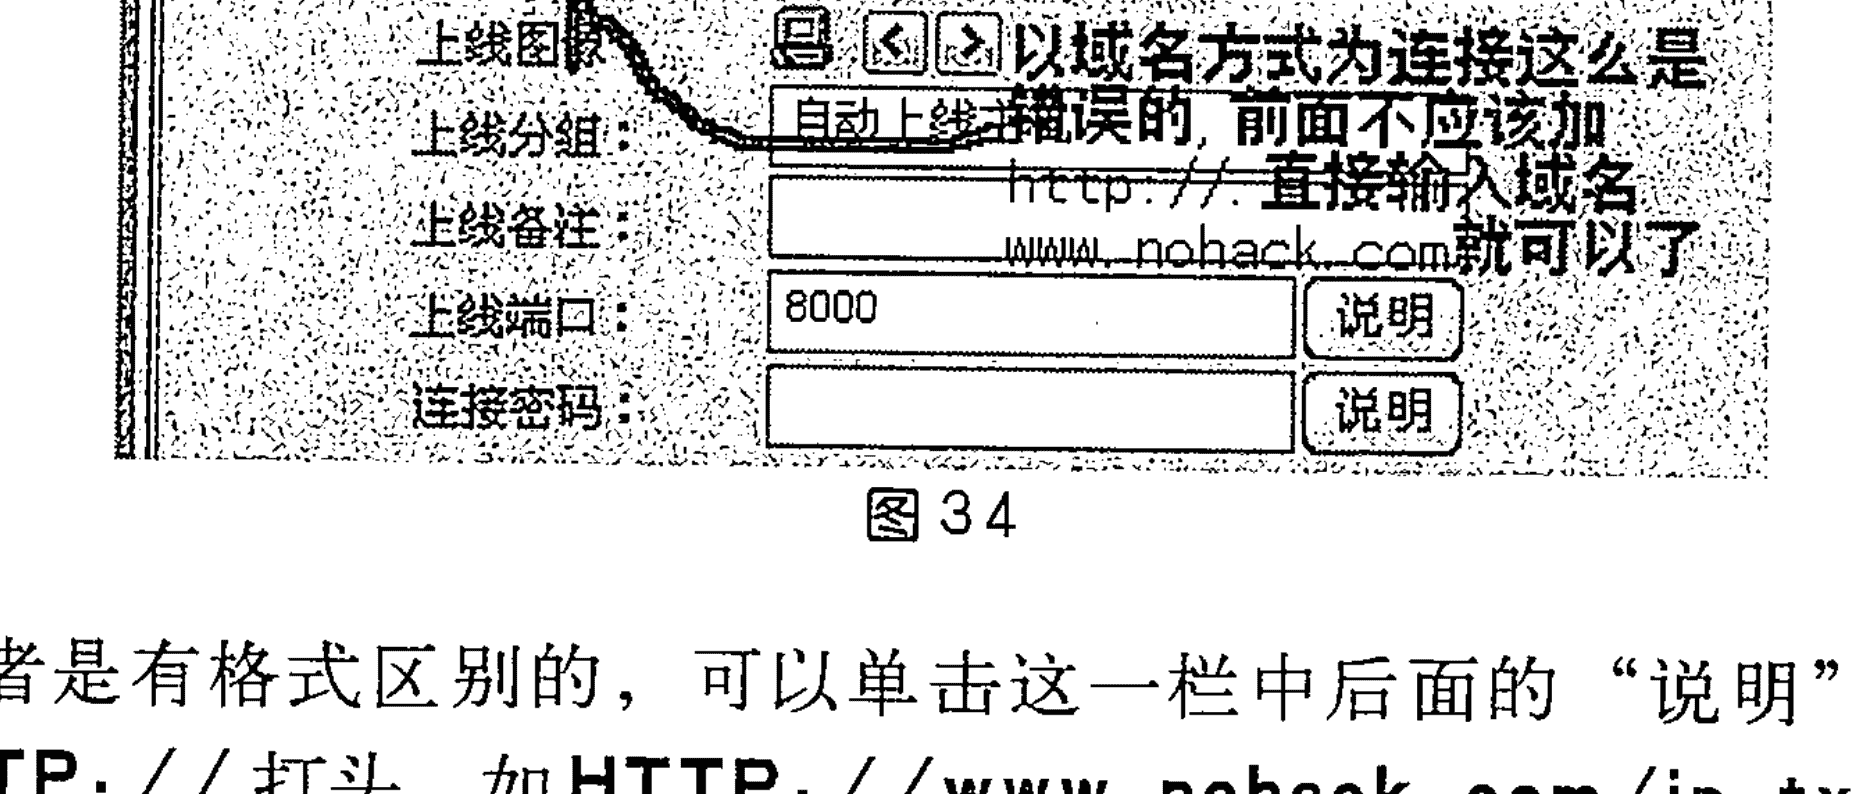 上线图标
以域名方式为连接这么是
上线分组：
自动上线主
错误的, 前面不应该加
http://. 直接输入域名
上线备注：
www.nohack.com就可以了
上线端口：
8000
说明
连接密码：
说明
图34
者是有格式区别的，可以单击这一栏中后面的“说明”
TP://打头 如HTTP://www.nohack.com/ip.tx